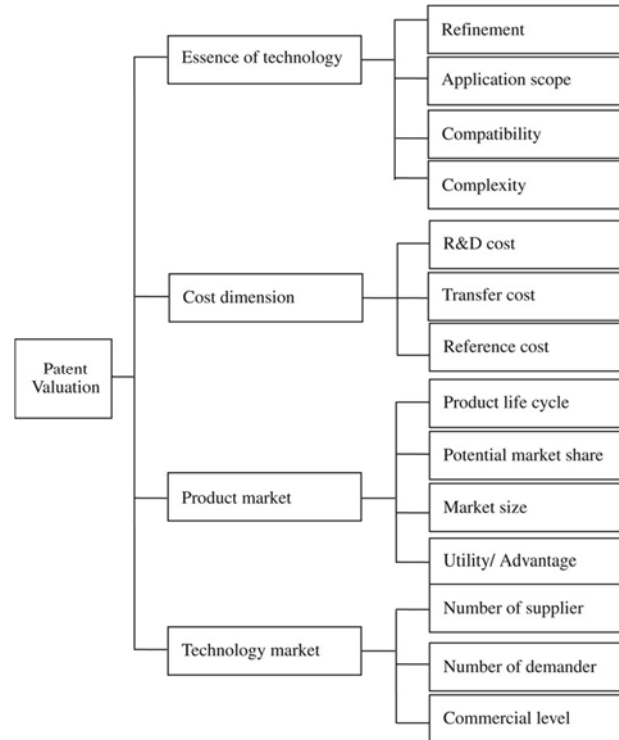 Patent
Valuation
Essence of technology
Refinement
Application scope
Compatibility
Complexity
Cost dimension
R&D cost
Transfer cost
Reference cost
Product market
Product life cycle
Potential market share
Market size
Utility/ Advantage
Technology market
Number of supplier
Number of demander
Commercial level